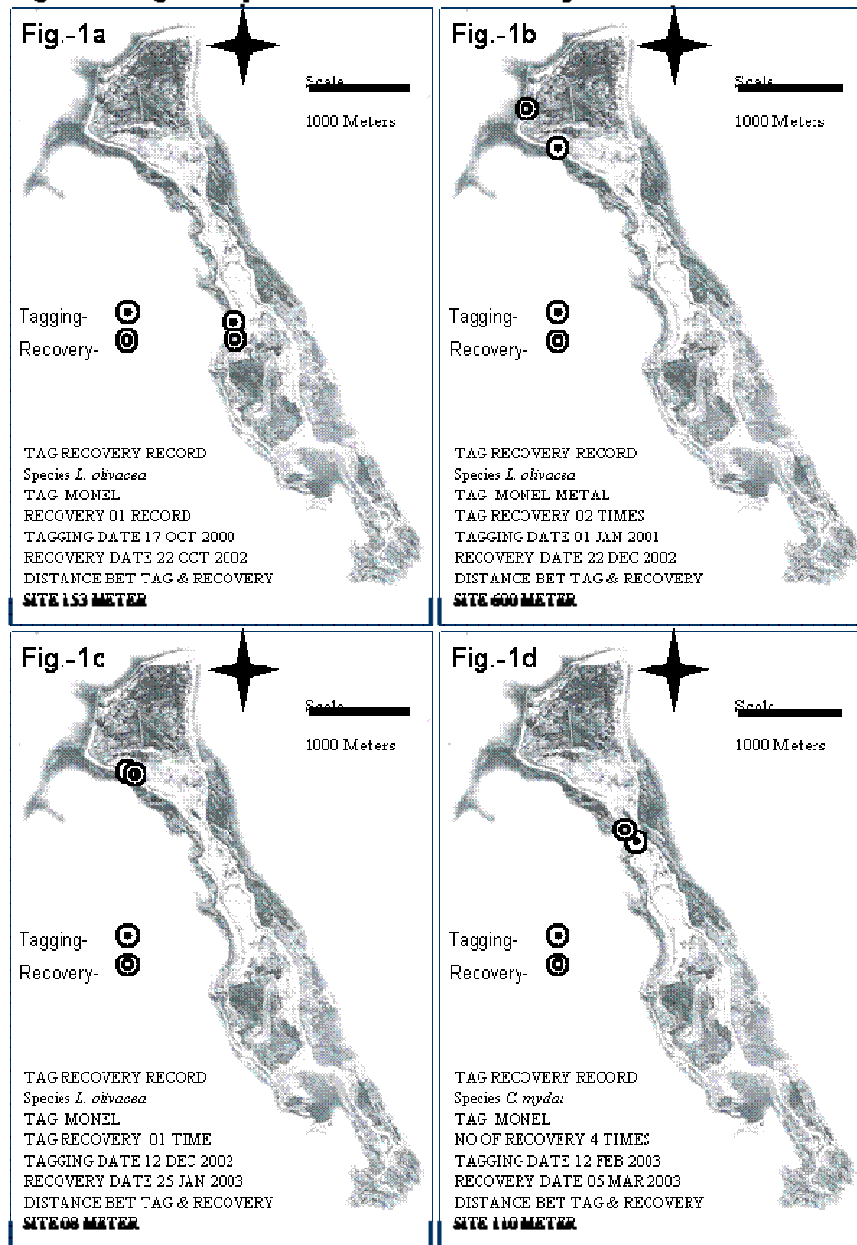 Fig.-1a
Scale
1000 Meters
Tagging-
Recovery-
TAG RECOVERY RECORD
Species L. olivacea
TAG MONEL
RECOVERY 01 RECORD
TAGGING DATE 17 OCT 2000
RECOVERY DATE 22 OCT 2002
DISTANCE BET TAG & RECOVERY
SITE 153 METER
Fig.-1b
Scale
1000 Meters
Tagging-
Recovery-
TAG RECOVERY RECORD
Species L. olivacea
TAG MONEL METAL
TAG RECOVERY 02 TIMES
TAGGING DATE 01 JAN 2001
RECOVERY DATE 22 DEC 2002
DISTANCE BET TAG & RECOVERY
SITE 600 METER
Fig.-1c
Scale
1000 Meters
Tagging-
Recovery-
TAG RECOVERY RECORD
Species L. olivacea
TAG MONEL
TAG RECOVERY 01 TIME
TAGGING DATE 12 DEC 2002
RECOVERY DATE 25 JAN 2003
DISTANCE BET TAG & RECOVERY
SITE 08 METER
Fig.-1d
Scale
1000 Meters
Tagging-
Recovery-
TAG RECOVERY RECORD
Species C. mydas
TAG MONEL
NO OF RECOVERY 4 TIMES
TAGGING DATE 12 FEB 2003
RECOVERY DATE 05 MAR 2003
DISTANCE BET TAG & RECOVERY
SITE 110 METER